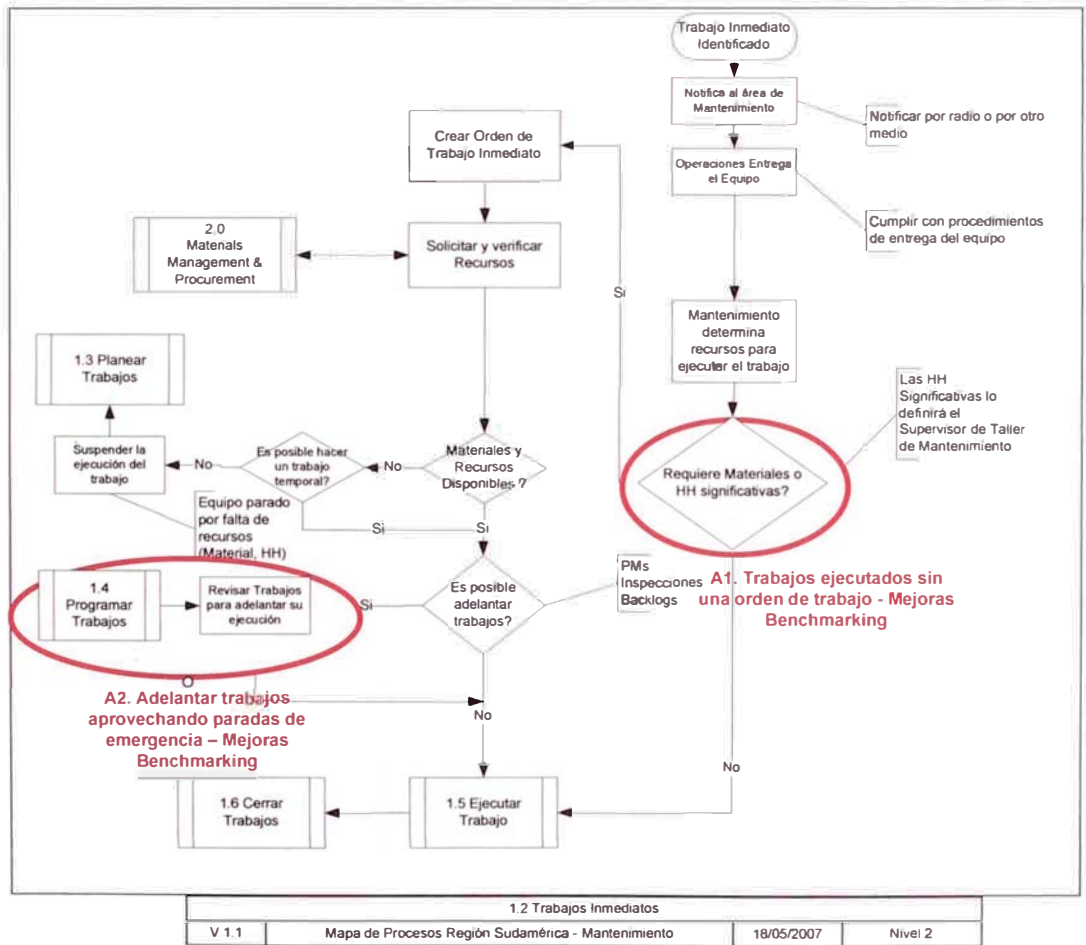 Trabajo Inmediato
Identificado
Notifica al área de
Mantenimiento
Notificar por radio o por otro
medio
Operaciones Entrega
el Equipo
Cumplir con procedimientos
de entrega del equipo
Mantenimiento
determina
recursos para
ejecutar el trabajo
Las HH
Significativas lo
definirá el
Supervisor de Taller
de Mantenimiento
Requiere Materiales o
HH significativas?
A1. Trabajos ejecutados sin
una orden de trabajo - Mejoras
Benchmarking
Si
No
Crear Orden de
Trabajo Inmediato
2.0
Materials
Management &
Procurement
Solicitar y verificar
Recursos
Materiales y
Recursos
Disponibles ?
No
Si
Es posible hacer
un trabajo
temporal?
No
Si
Suspender la
ejecución del
trabajo
1.3 Planear
Trabajos
Equipo parado
por falta de
recursos
(Material, HH)
Es posible
adelantar
trabajos?
PMs
Inspecciones
Backlogs
Si
No
1.4
Programar
Trabajos
Revisar Trabajos
para adelantar su
ejecución
O
A2. Adelantar trabajos
aprovechando paradas de
emergencia – Mejoras
Benchmarking
1.6 Cerrar
Trabajos
1.5 Ejecutar
Trabajo
1.2 Trabajos Inmediatos
V 1.1 Mapa de Procesos Región Sudamérica - Mantenimiento 18/05/2007 Nivel 2